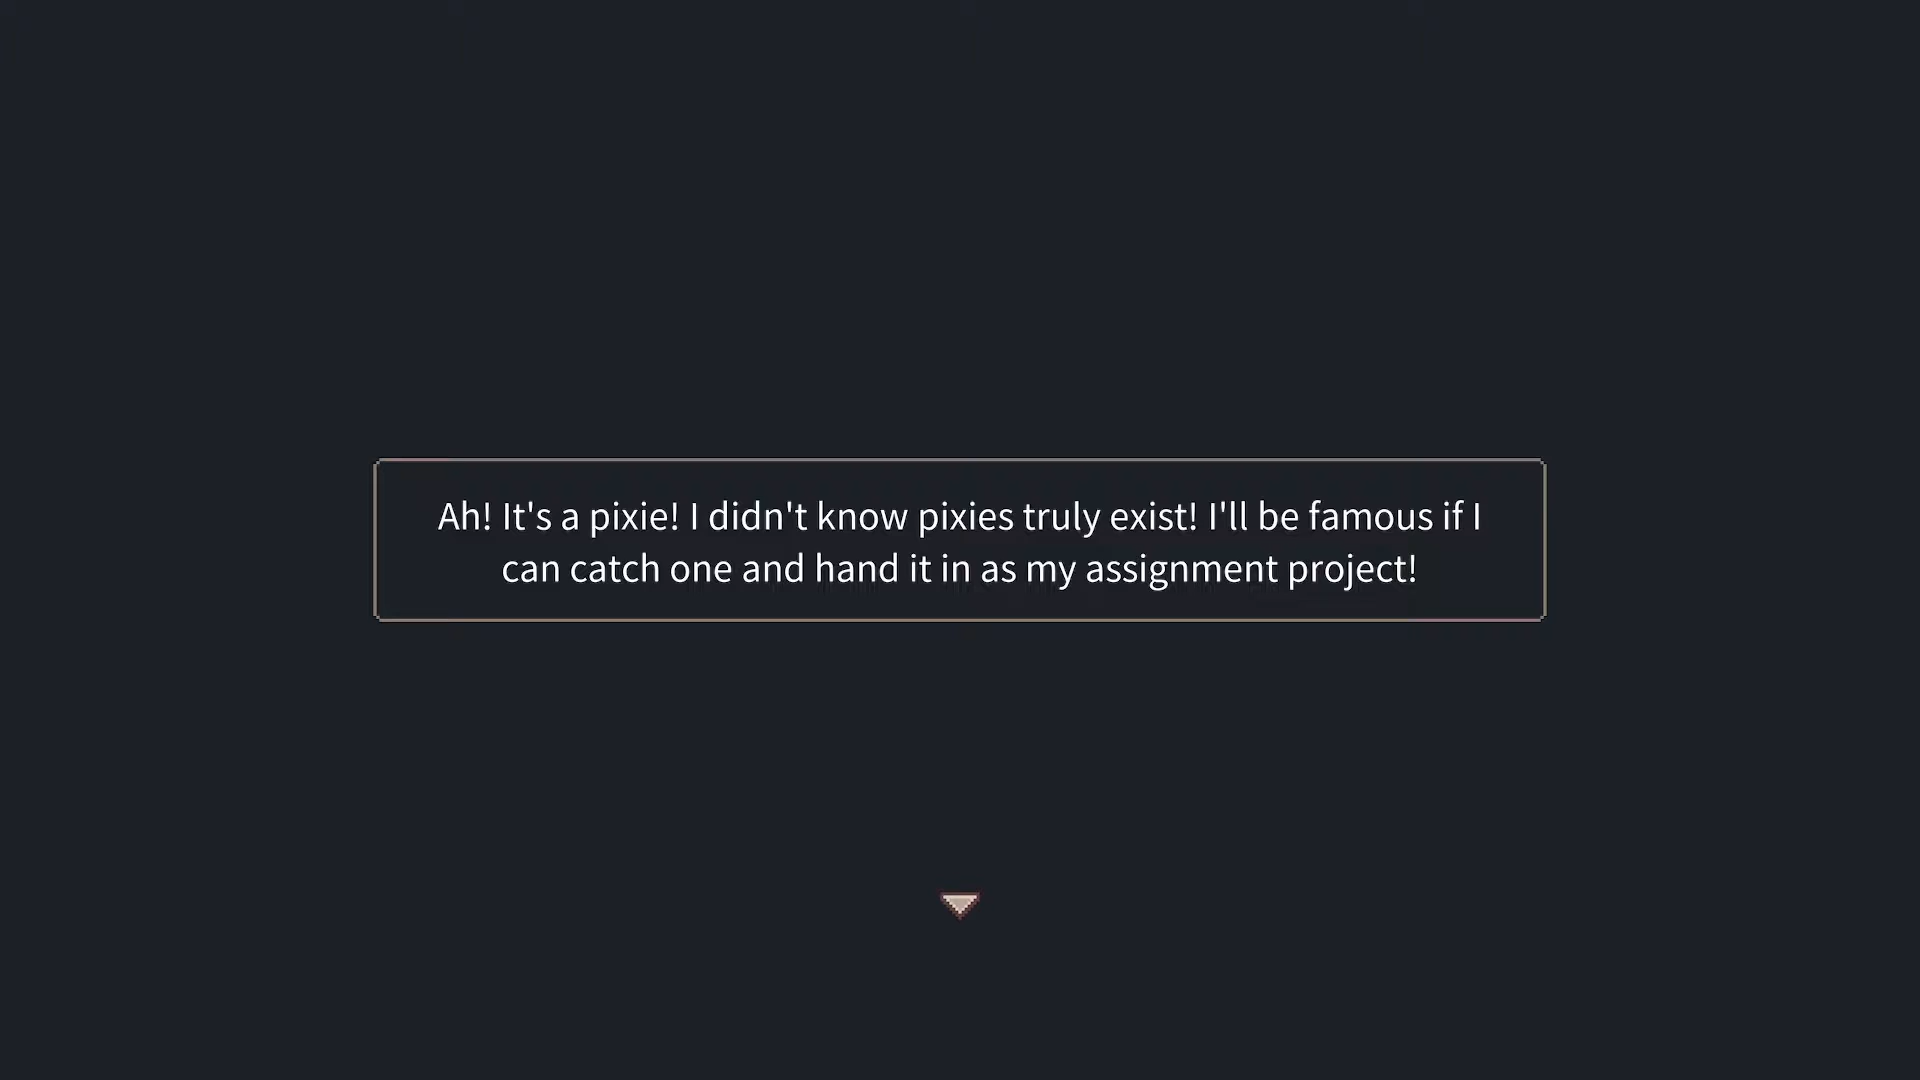 Ah! It's a pixie! I didn't know pixies truly exist! I'll be famous if I
can catch one and hand it in as my assignment project!